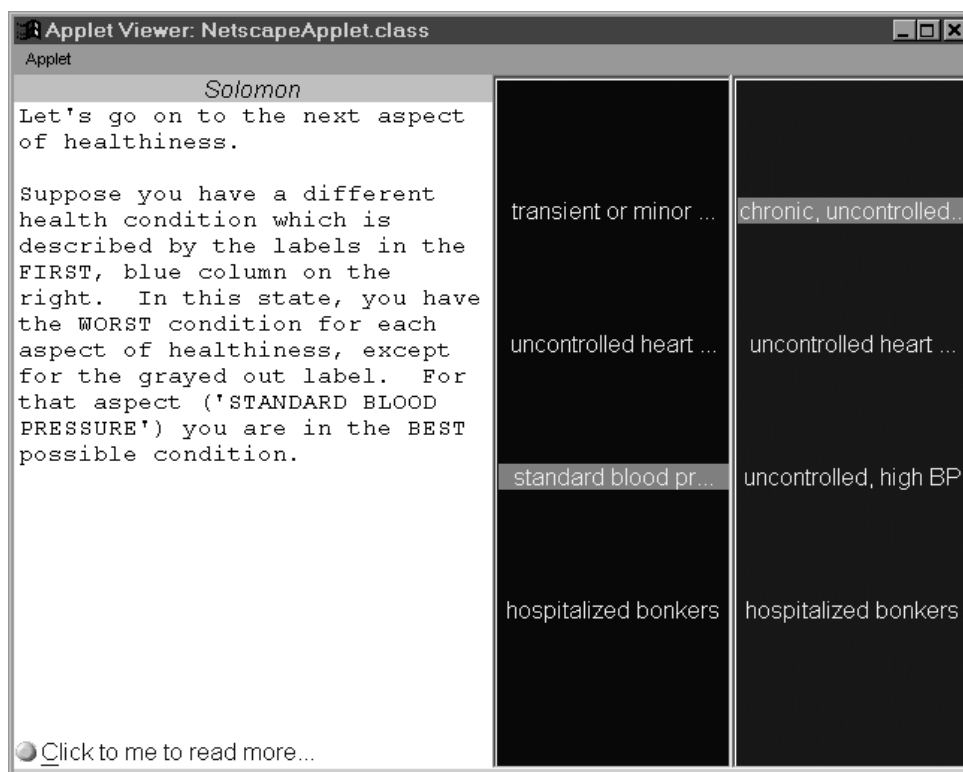 Applet Viewer: NetscapeApplet.class
Applet
Solomon
Let's go on to the next aspect
of healthiness.
Suppose you have a different
health condition which is
described by the labels in the
FIRST, blue column on the
right. In this state, you have
the WORST condition for each
aspect of healthiness, except
for the grayed out label. For
that aspect ('STANDARD BLOOD
PRESSURE') you are in the BEST
possible condition.
Click to me to read more...
transient or minor ...
uncontrolled heart ...
standard blood pr...
hospitalized bonkers
chronic, uncontrolled...
uncontrolled heart ...
uncontrolled, high BP
hospitalized bonkers